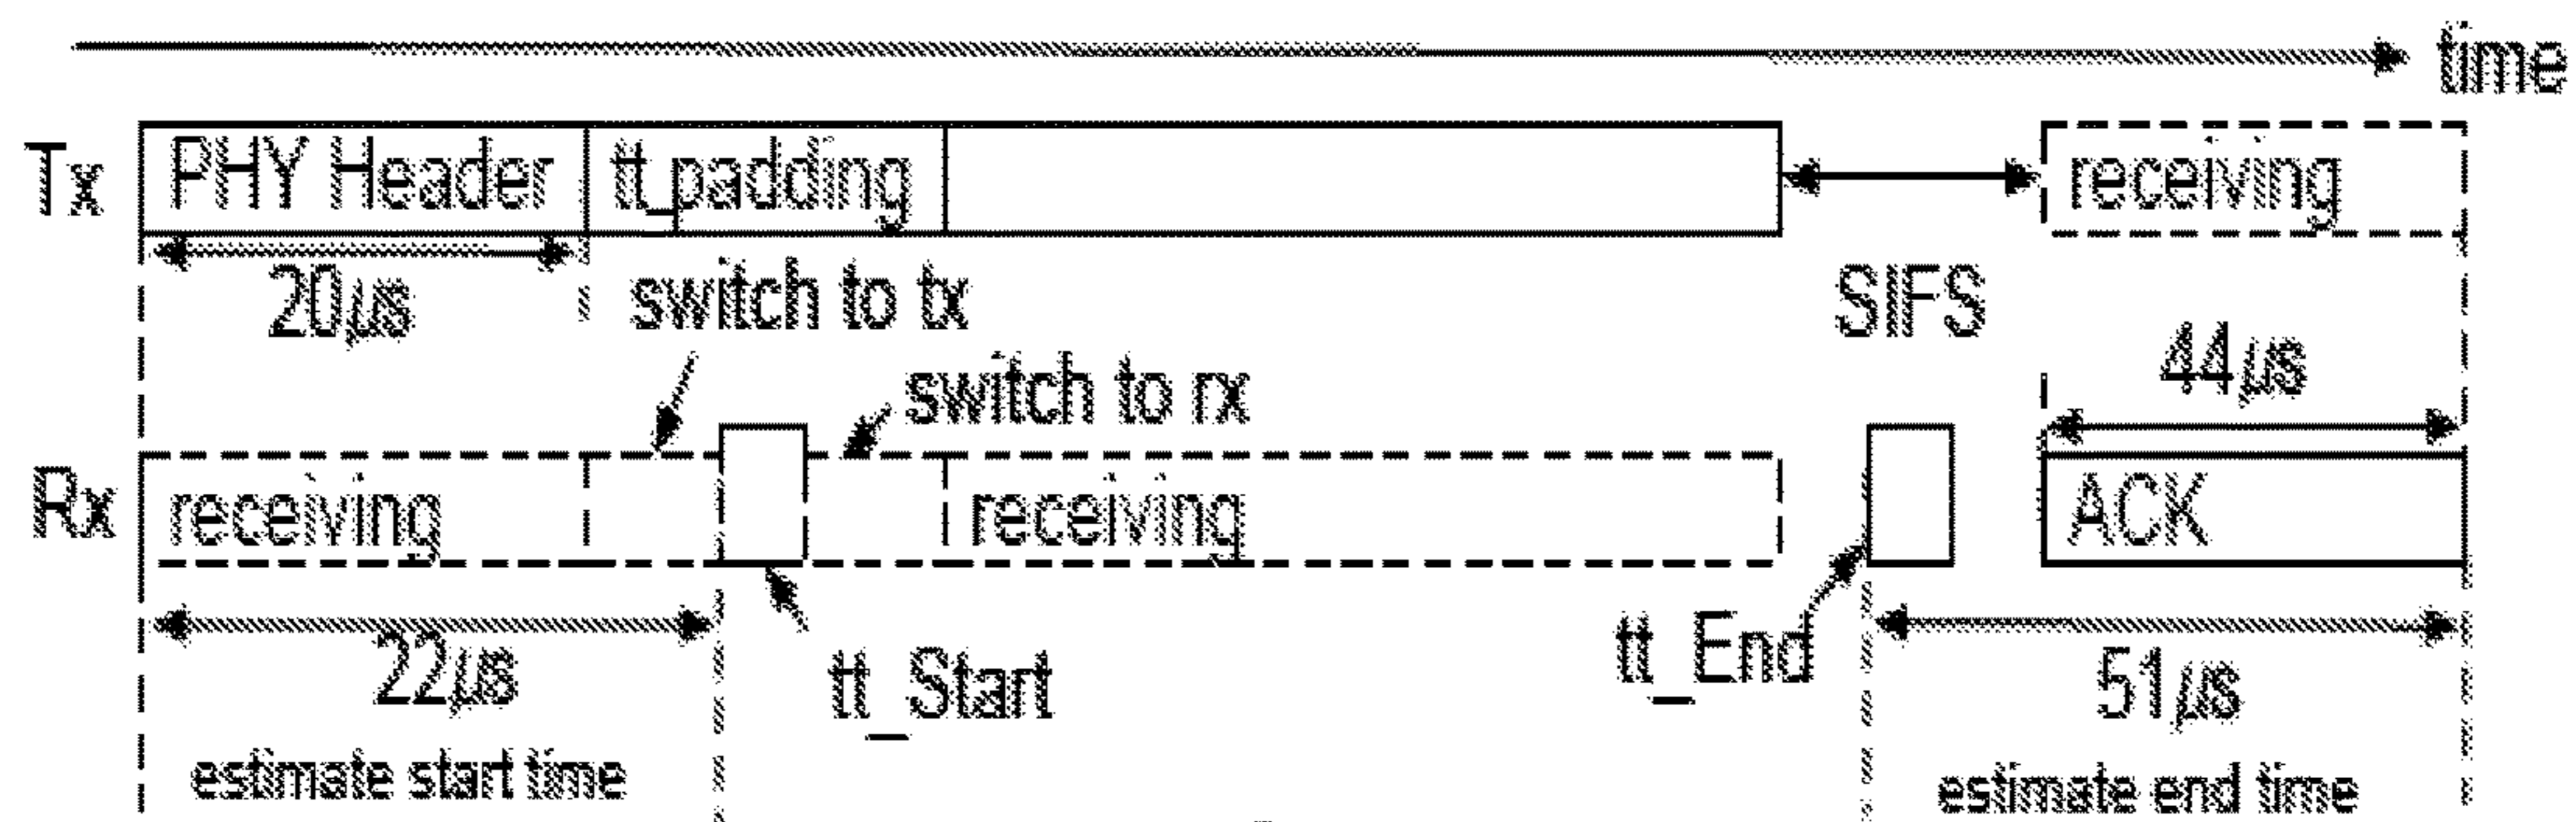 time
Tx
PHY Header
tt_padding
receiving
20µs
switch to tx
SIFS
switch to rx
44µs
Rx
receiving
receiving
ACK
22µs
tt_Start
tt_End
51µs
estimate start time
estimate end time